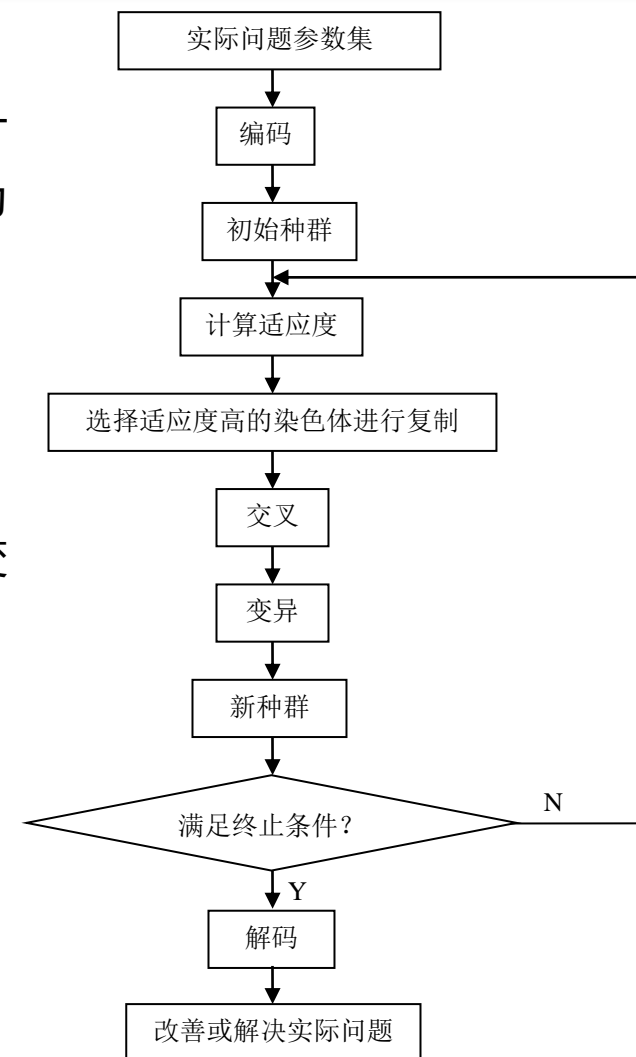 实际问题参数集
编码
初始种群
计算适应度
选择适应度高的染色体进行复制
交叉
变异
新种群
满足终止条件？
N
Y
解码
改善或解决实际问题